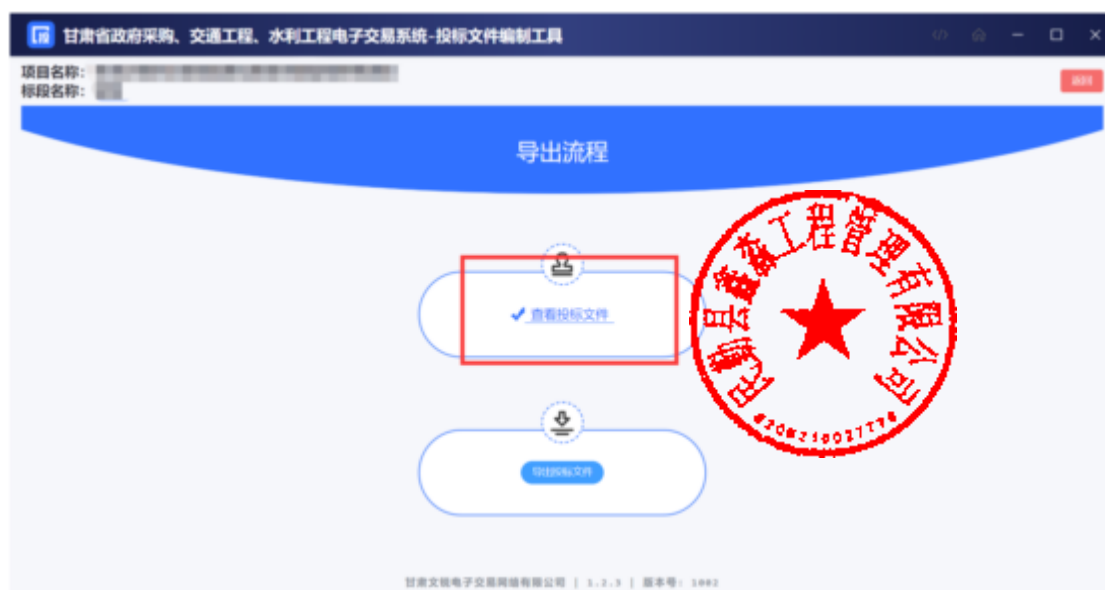 甘肃省政府采购、交通工程、水利工程电子交易系统-投标文件编制工具
项目名称：
标段名称：
返回
导出流程
查看投标文件
民勤县鑫淼工程管理有限公司
导出投标文件
甘肃文锐电子交易网络有限公司 | 1.2.3 | 版本号: 1002